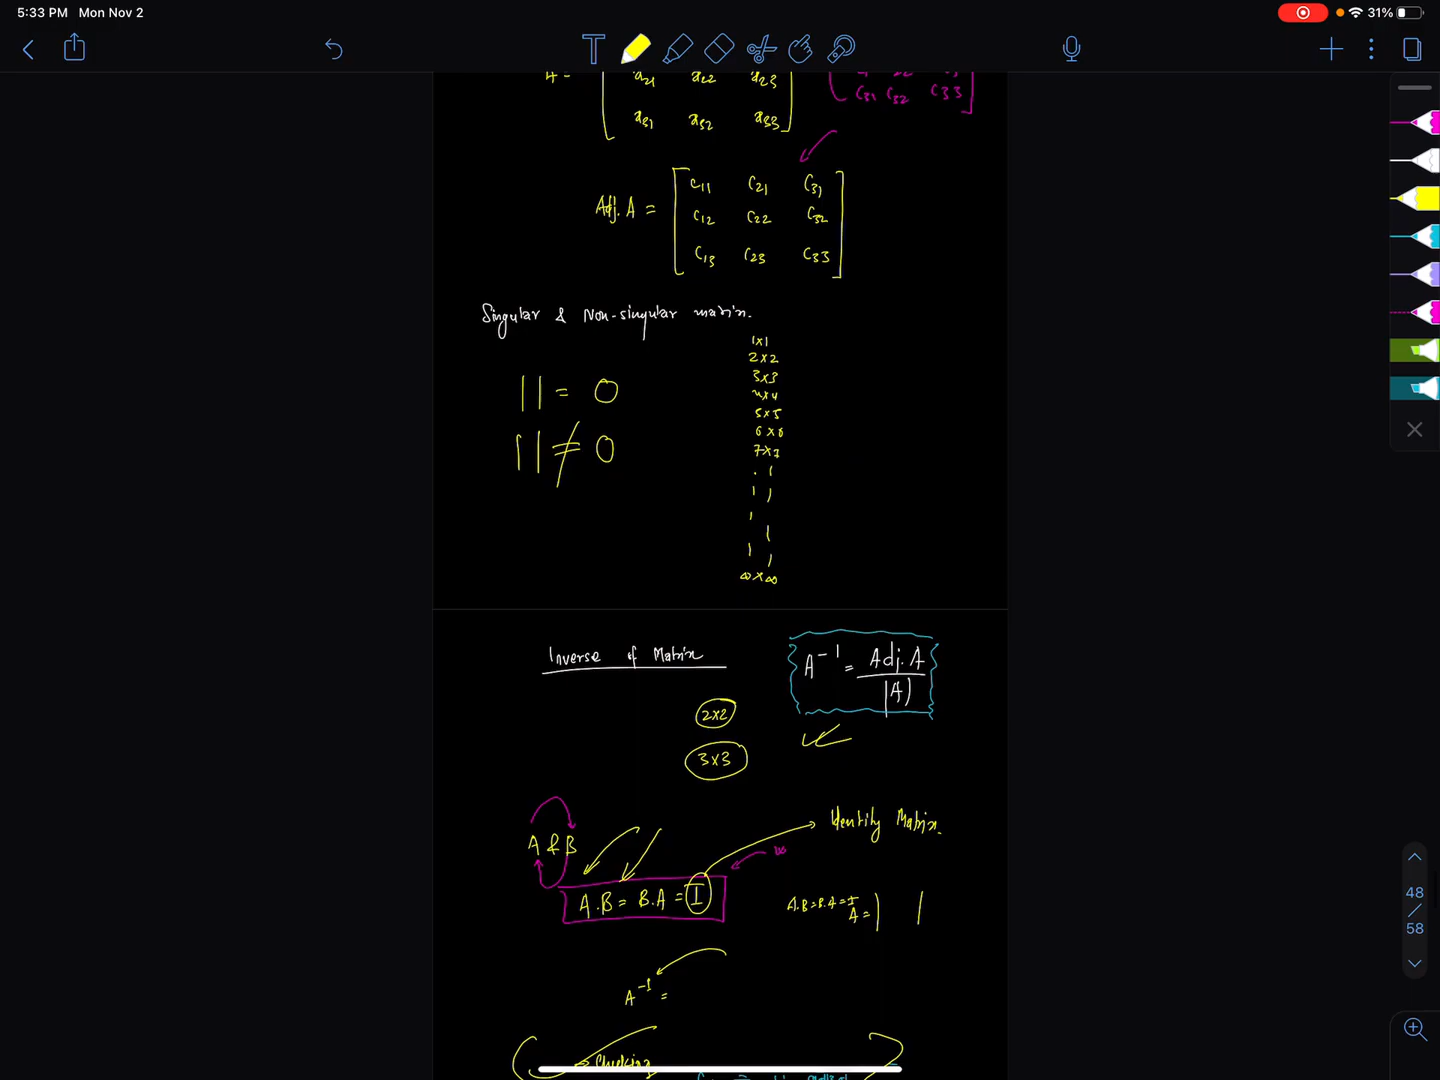 5:33 PM Mon Nov 2
31%
A =
a21 a22 a23
a31 a32 a33
C31 C32 C33
Adj. A =
C11 C21 C31
C12 C22 C32
C13 C23 C33
Singular & Non-singular matrix.
1x1
2x2
3x3
4x4
5x5
6x6
7x7
| | = 0
| | ≠ 0
∞x∞
Inverse of Matrix
A⁻¹ = Adj.A / |A|
2x2
3x3
Identity Matrix.
A & B
A.B = B.A = I
A.B=B.A=I
A = | |
A⁻¹ =
→ Checking
48
/
58